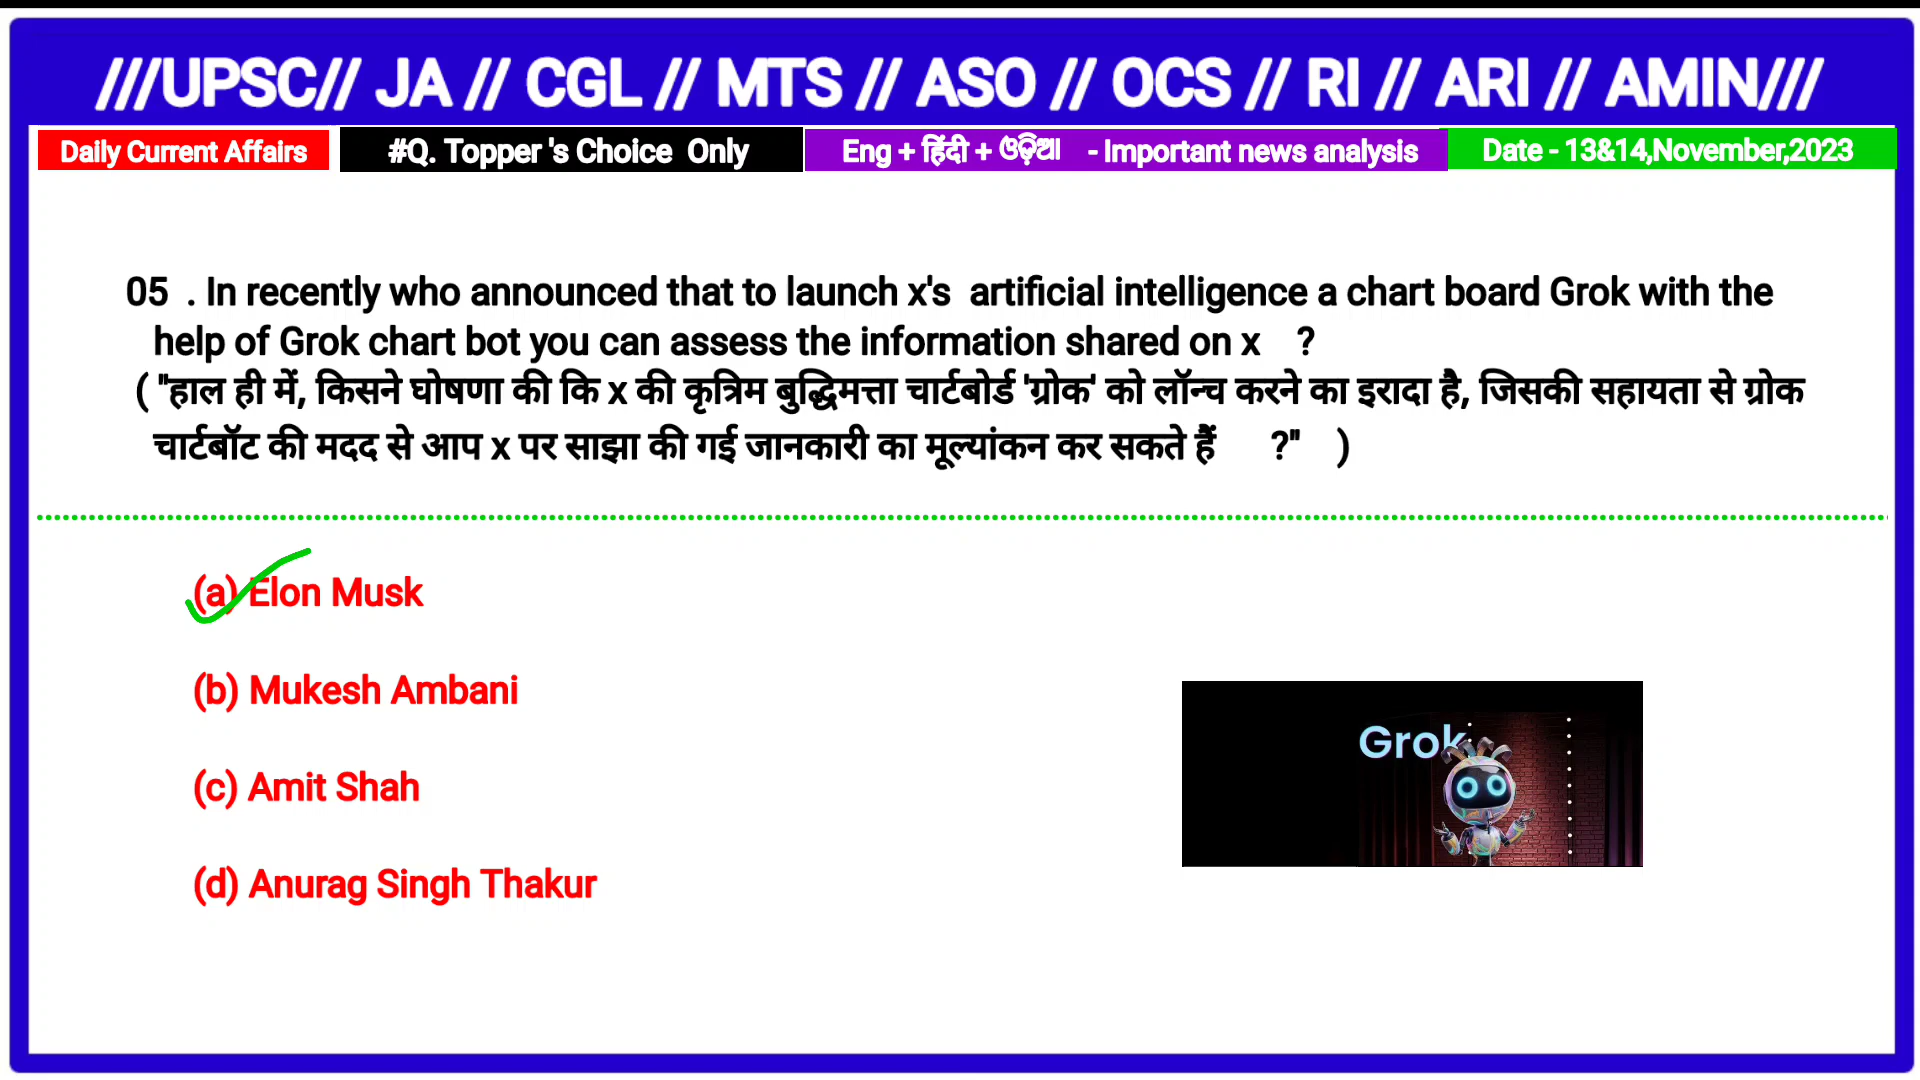 ///UPSC// JA // CGL // MTS // ASO // OCS // RI // ARI // AMIN///
Daily Current Affairs #Q. Topper 's Choice Only Eng + हिंदी + ଓଡ଼ିଆ - Important news analysis Date - 13&14,November,2023
05 . In recently who announced that to launch x's artificial intelligence a chart board Grok with the
help of Grok chart bot you can assess the information shared on x ?
( "हाल ही में, किसने घोषणा की कि x की कृत्रिम बुद्धिमत्ता चार्टबोर्ड 'ग्रोक' को लॉन्च करने का इरादा है, जिसकी सहायता से ग्रोक
चार्टबॉट की मदद से आप x पर साझा की गई जानकारी का मूल्यांकन कर सकते हैं ?" )
(a) Elon Musk
(b) Mukesh Ambani
Grok
(c) Amit Shah
(d) Anurag Singh Thakur